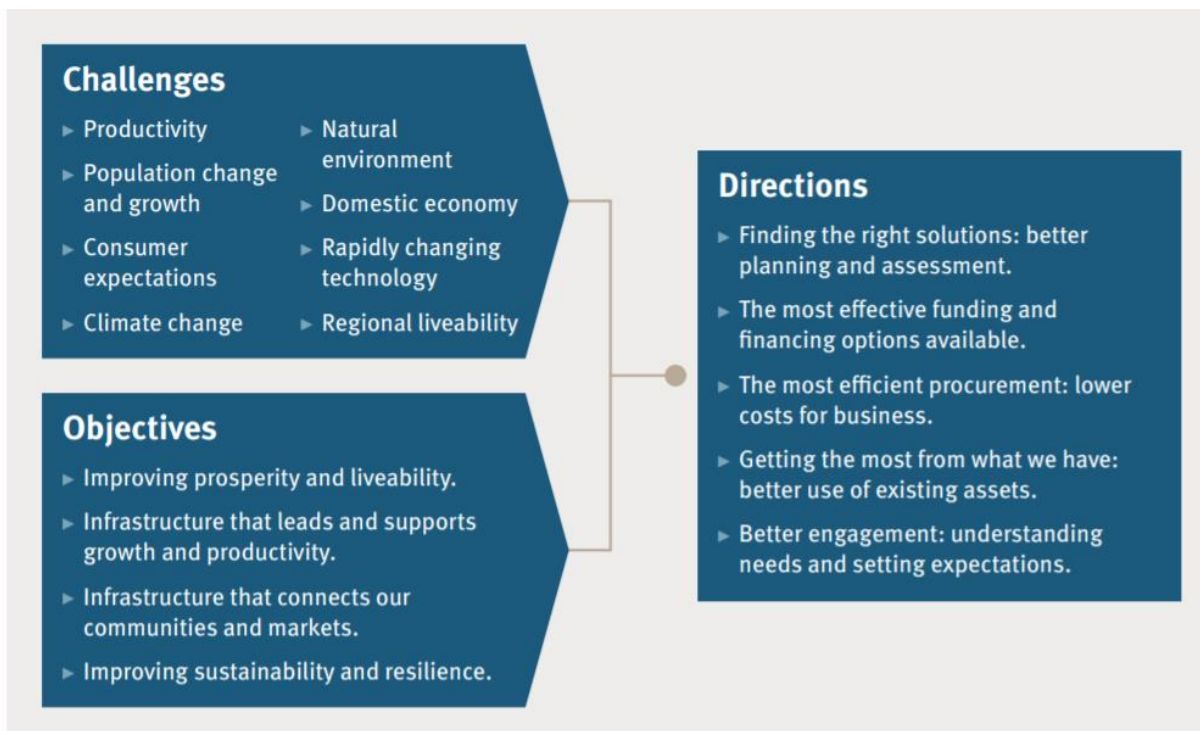 Challenges
▸ Productivity
▸ Population change
and growth
▸ Consumer
expectations
▸ Climate change
▸ Natural
environment
▸ Domestic economy
▸ Rapidly changing
technology
▸ Regional liveability
Objectives
▸ Improving prosperity and liveability.
▸ Infrastructure that leads and supports
growth and productivity.
▸ Infrastructure that connects our
communities and markets.
▸ Improving sustainability and resilience.
Directions
▸ Finding the right solutions: better
planning and assessment.
▸ The most effective funding and
financing options available.
▸ The most efficient procurement: lower
costs for business.
▸ Getting the most from what we have:
better use of existing assets.
▸ Better engagement: understanding
needs and setting expectations.